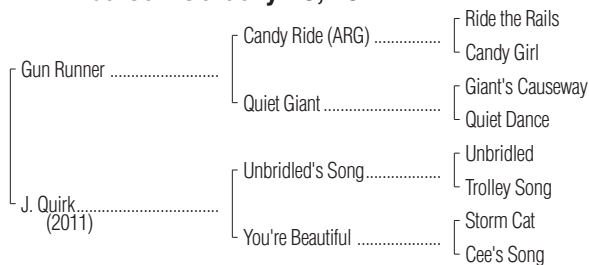 Ride the Rails
Candy Ride (ARG) ................
Candy Girl
Gun Runner ......................
Giant's Causeway
Quiet Giant ........................
Quiet Dance
Unbridled
Unbridled's Song ...............
Trolley Song
J. Quirk .............................
(2011)
Storm Cat
You're Beautiful .................
Cee's Song